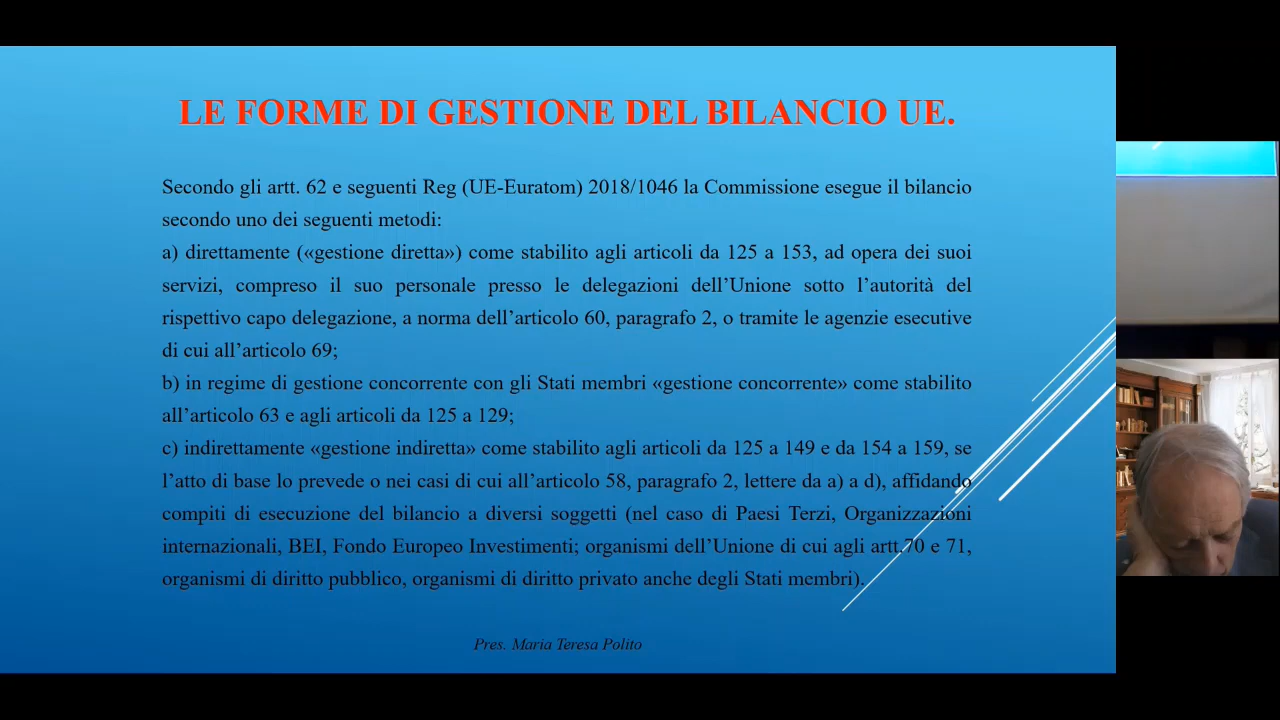 LE FORME DI GESTIONE DEL BILANCIO UE.
Secondo gli artt. 62 e seguenti Reg (UE-Euratom) 2018/1046 la Commissione esegue il bilancio
secondo uno dei seguenti metodi:
a) direttamente («gestione diretta») come stabilito agli articoli da 125 a 153, ad opera dei suoi
servizi, compreso il suo personale presso le delegazioni dell’Unione sotto l’autorità del
rispettivo capo delegazione, a norma dell’articolo 60, paragrafo 2, o tramite le agenzie esecutive
di cui all’articolo 69;
b) in regime di gestione concorrente con gli Stati membri «gestione concorrente» come stabilito
all’articolo 63 e agli articoli da 125 a 129;
c) indirettamente «gestione indiretta» come stabilito agli articoli da 125 a 149 e da 154 a 159, se
l’atto di base lo prevede o nei casi di cui all’articolo 58, paragrafo 2, lettere da a) a d), affidando
compiti di esecuzione del bilancio a diversi soggetti (nel caso di Paesi Terzi, Organizzazioni
internazionali, BEI, Fondo Europeo Investimenti; organismi dell’Unione di cui agli artt.70 e 71,
organismi di diritto pubblico, organismi di diritto privato anche degli Stati membri).
Pres. Maria Teresa Polito